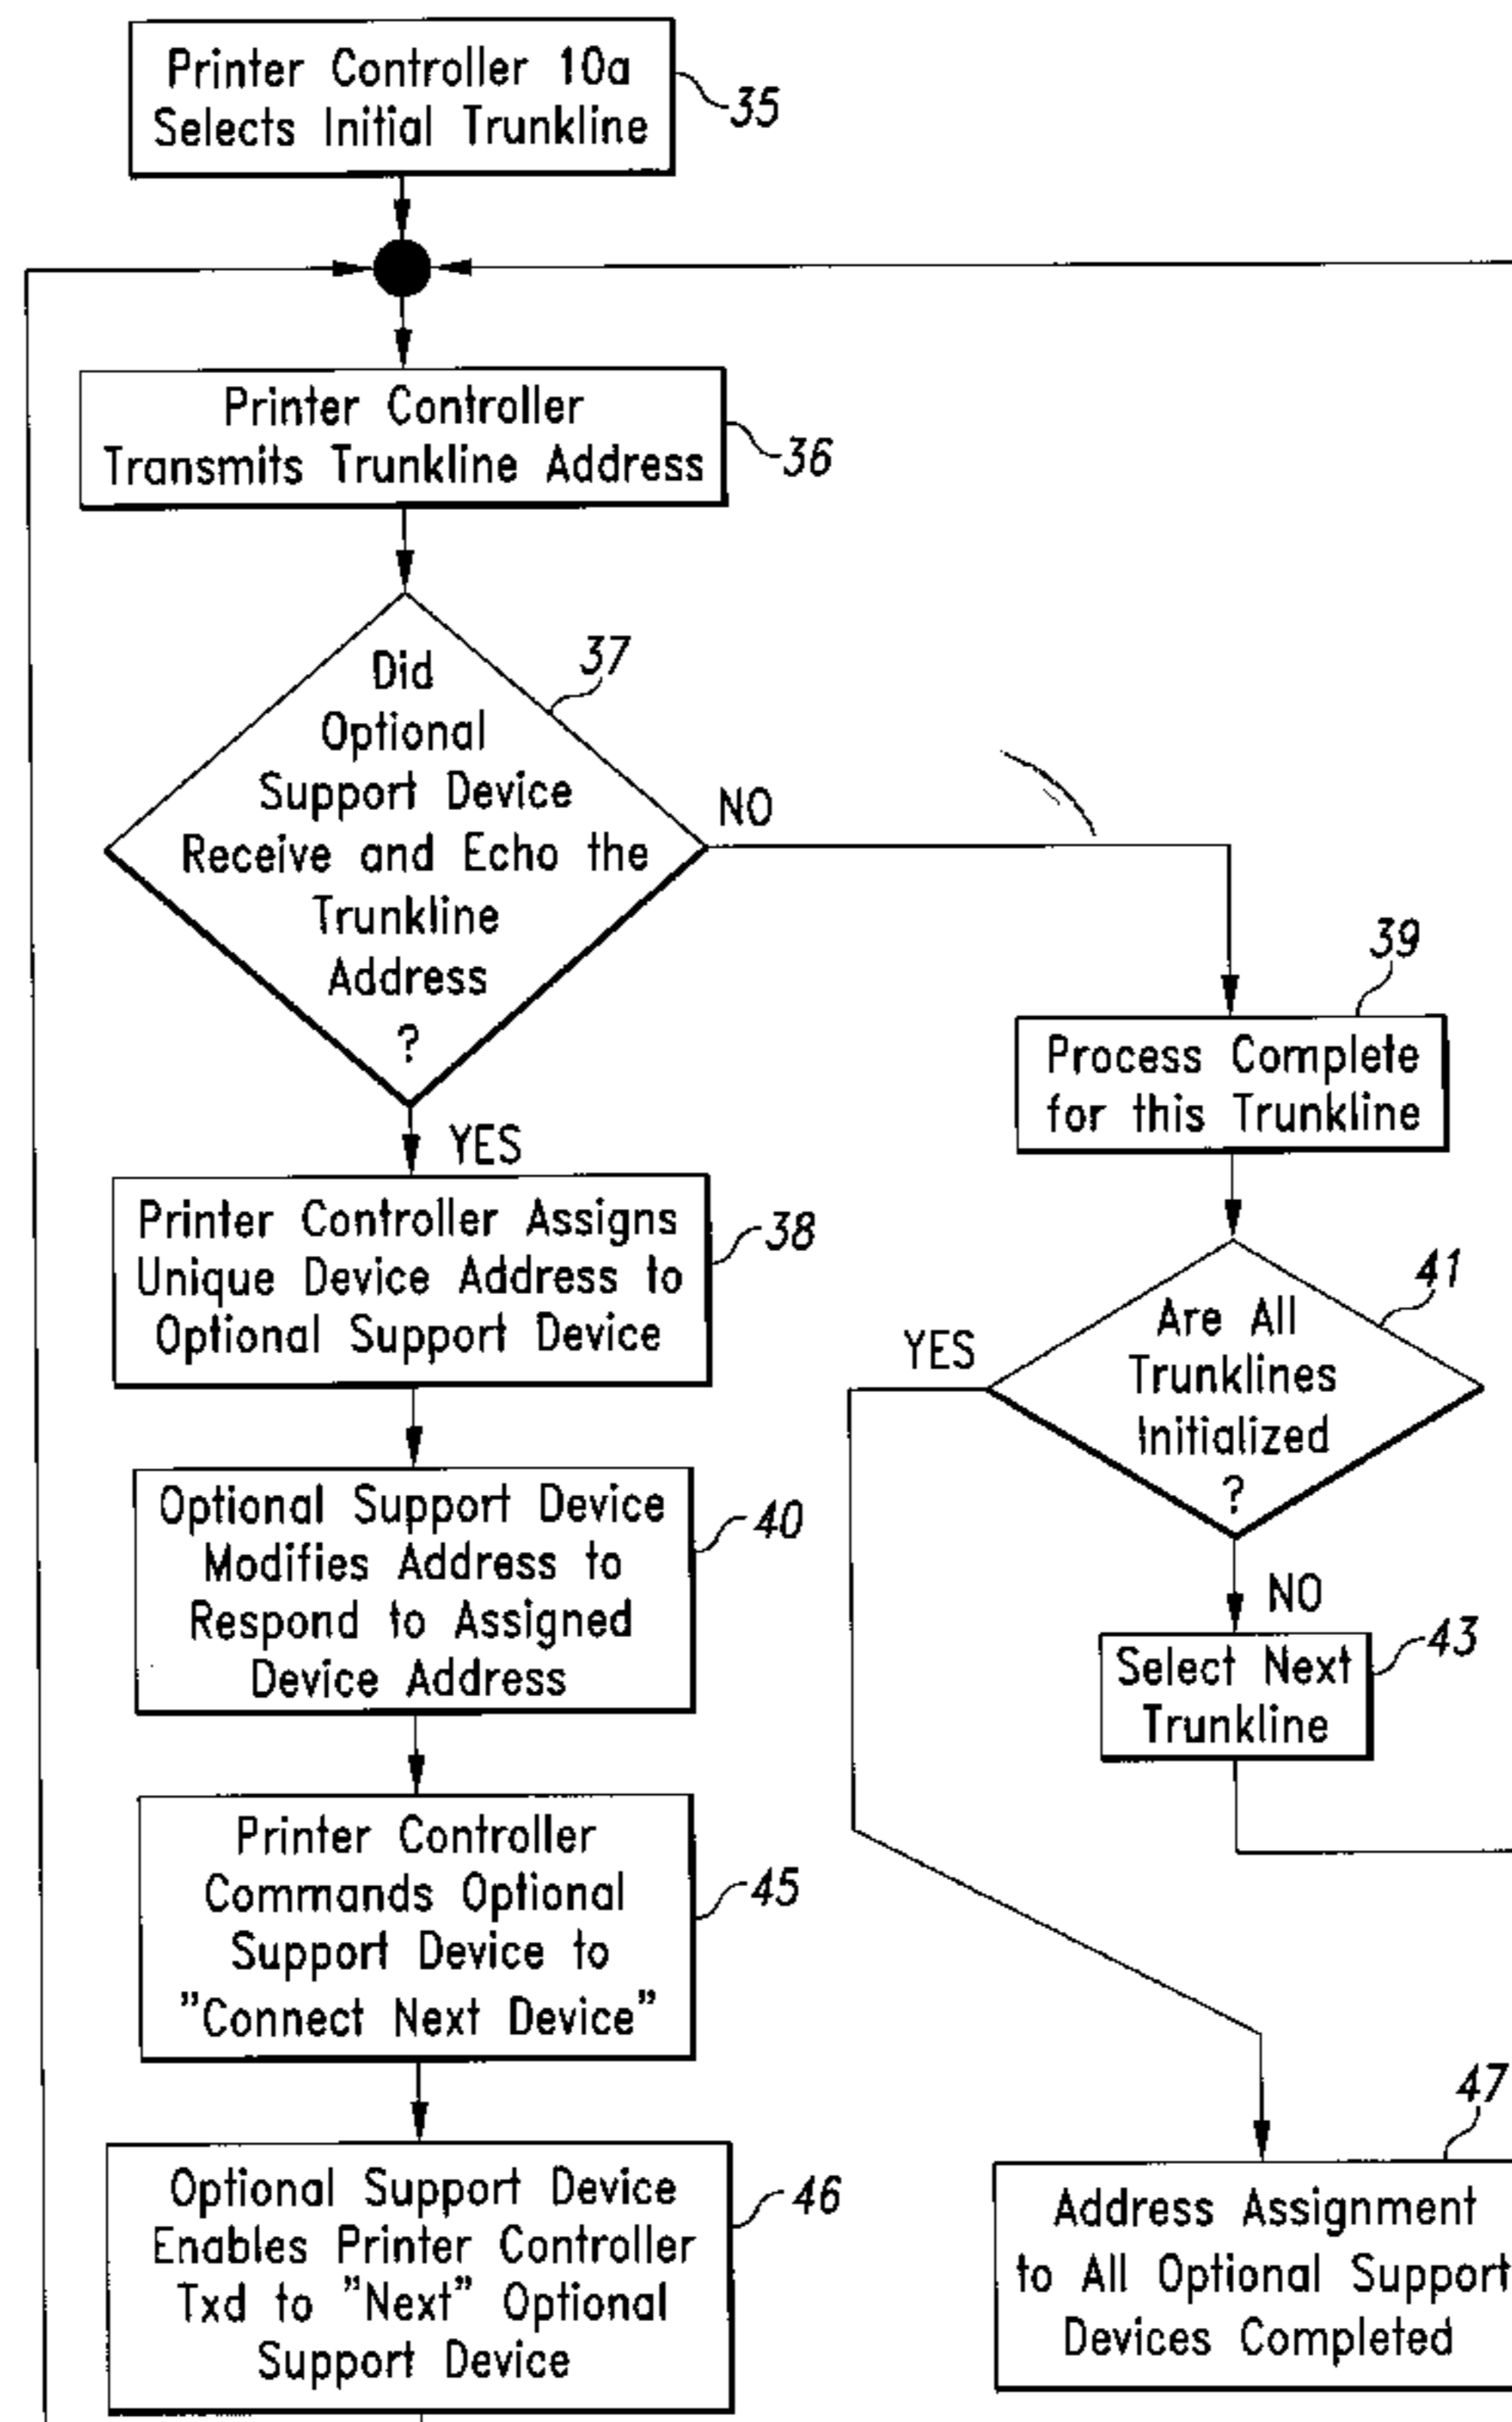 Printer Controller 10a
Selects Initial Trunkline
35
Printer Controller
Transmits Trunkline Address
36
Did
Optional
Support Device
Receive and Echo the
Trunkline
Address
?
37
NO
YES
39
Process Complete
for this Trunkline
Printer Controller Assigns
Unique Device Address to
Optional Support Device
38
41
Are All
Trunklines
Initialized
?
YES
NO
Optional Support Device
Modifies Address to
Respond to Assigned
Device Address
40
Select Next
Trunkline
43
Printer Controller
Commands Optional
Support Device to
"Connect Next Device"
45
Optional Support Device
Enables Printer Controller
Txd to "Next" Optional
Support Device
46
47
Address Assignment
to All Optional Support
Devices Completed